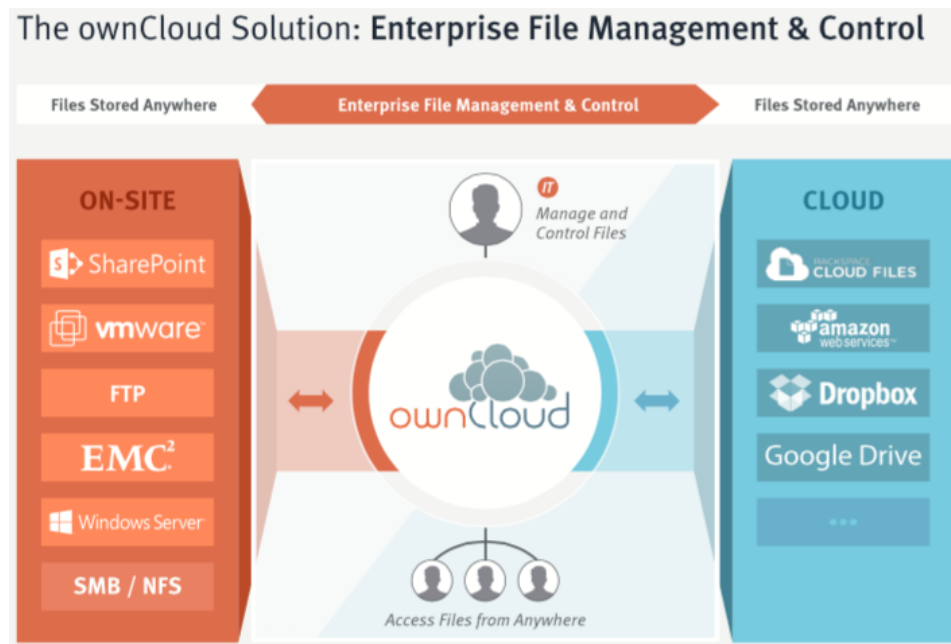 The ownCloud Solution: Enterprise File Management & Control
Files Stored Anywhere
Enterprise File Management & Control
Files Stored Anywhere
ON-SITE
S SharePoint
vmware™
FTP
EMC²
Windows Server
SMB / NFS
IT
Manage and
Control Files
ownCloud
Access Files from Anywhere
CLOUD
RACKSPACE
CLOUD FILES
amazon
web services™
Dropbox
Google Drive
...